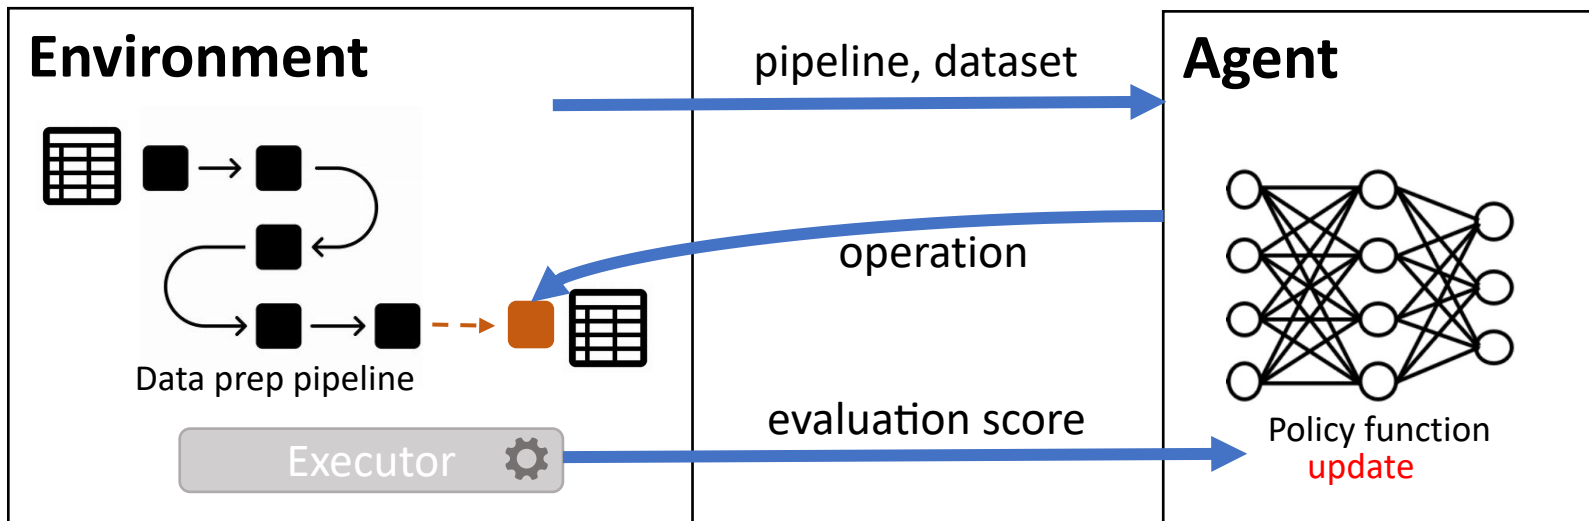 Environment
pipeline, dataset
Agent
operation
Data prep pipeline
evaluation score
Executor
Policy function
update